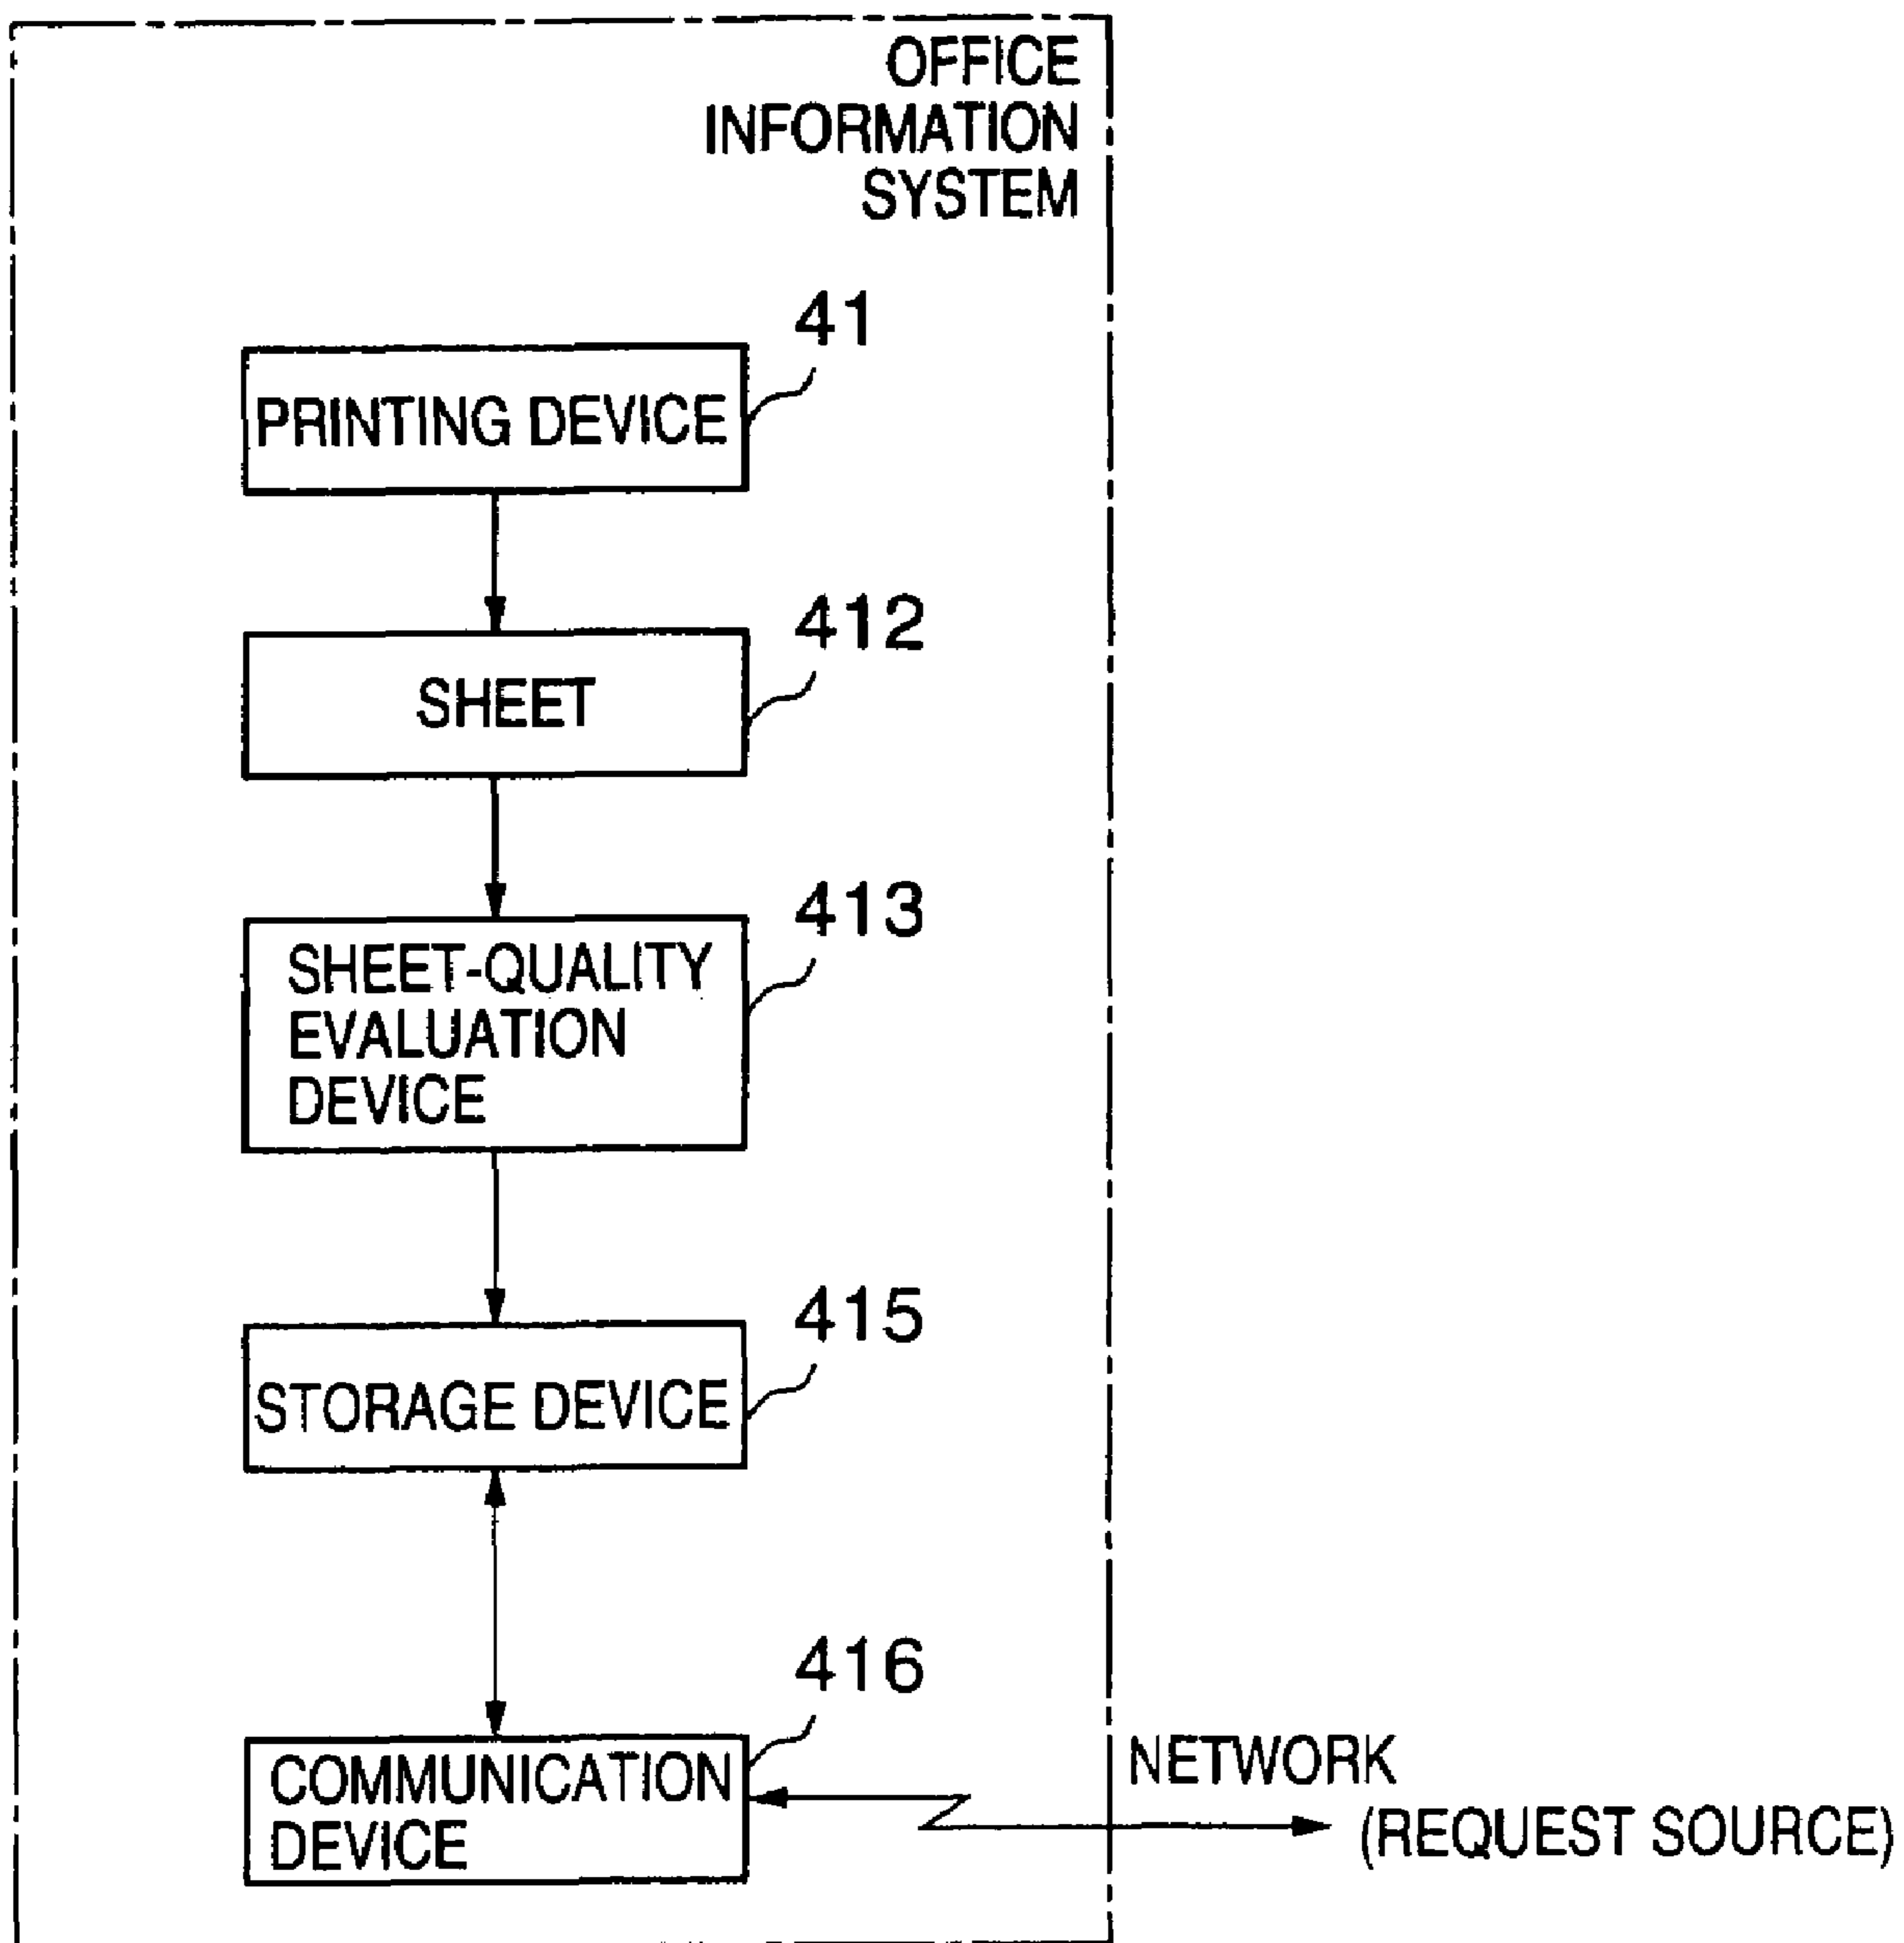 OFFICE
INFORMATION
SYSTEM
41
PRINTING DEVICE
412
SHEET
413
SHEET-QUALITY
EVALUATION
DEVICE
415
STORAGE DEVICE
416
COMMUNICATION
DEVICE
NETWORK
(REQUEST SOURCE)